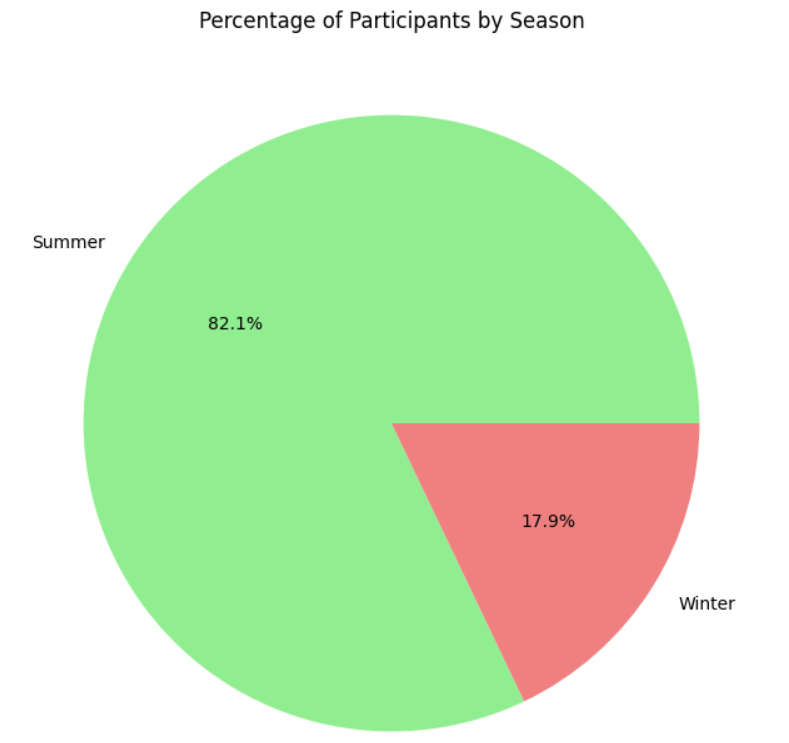 Percentage of Participants by Season
Summer
82.1%
17.9%
Winter